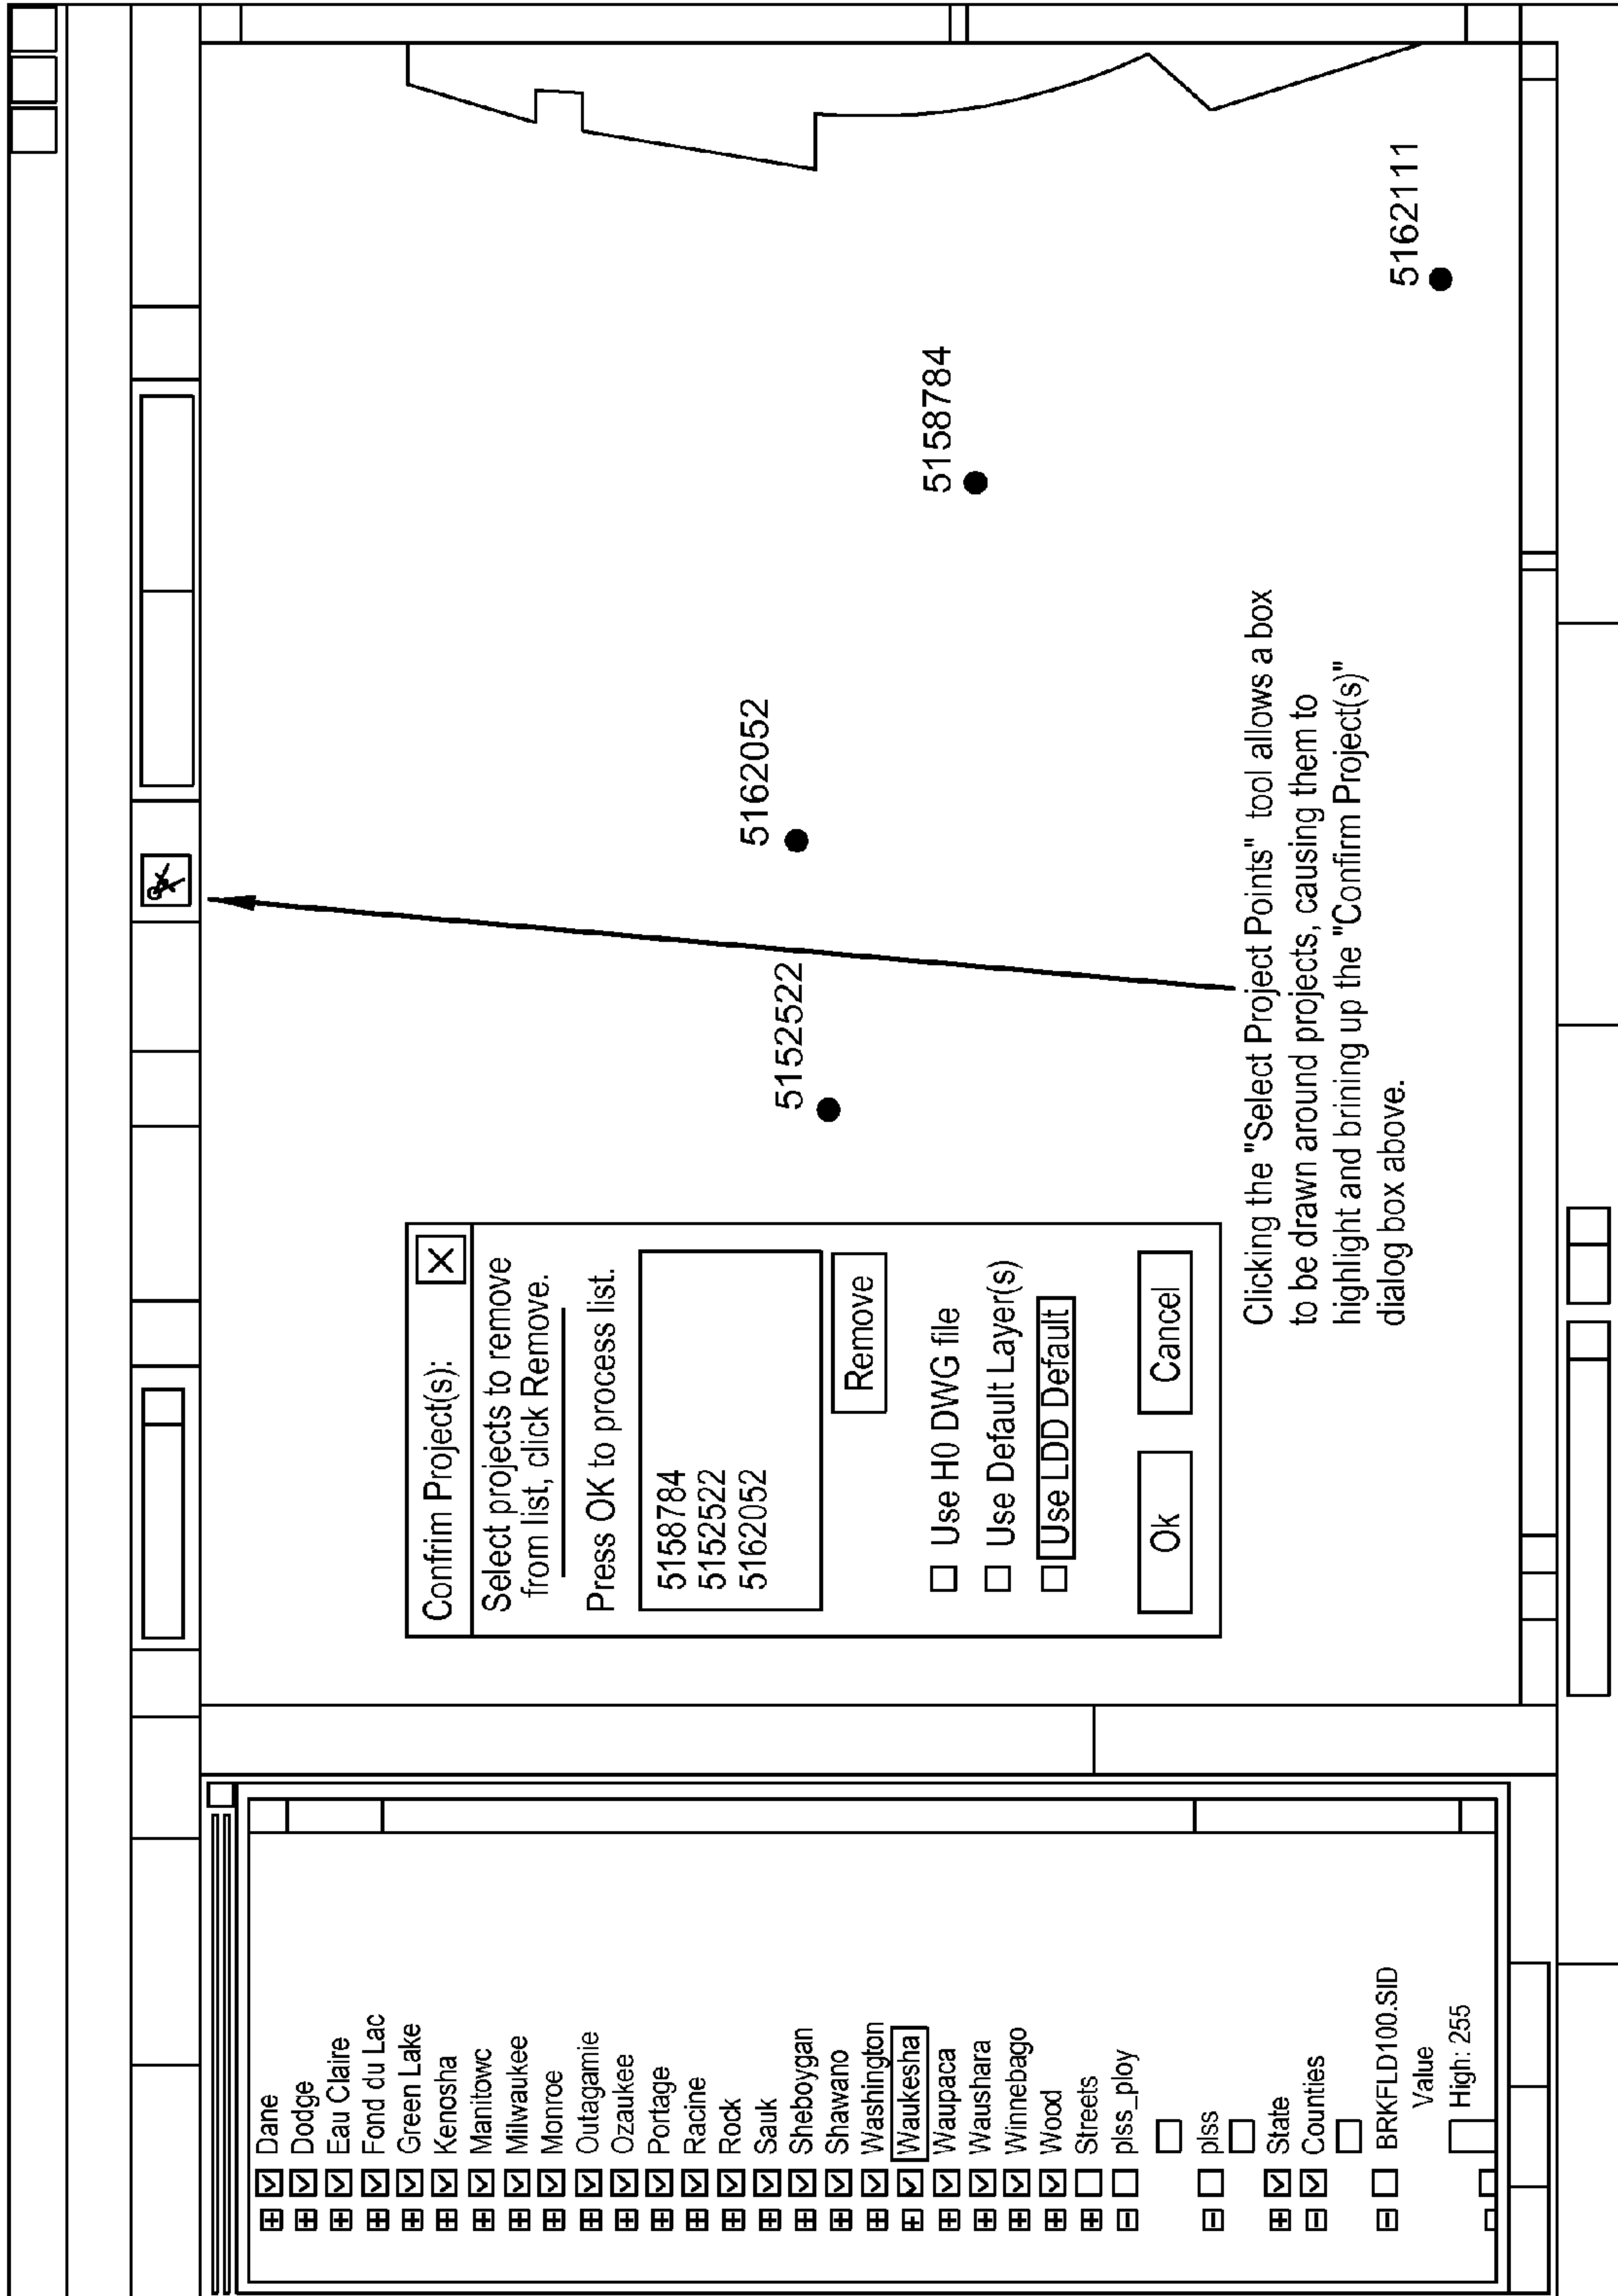 Dane
Dodge
Eau Claire
Fond du Lac
Green Lake
Kenosha
Manitowc
Milwaukee
Monroe
Outagamie
Ozaukee
Portage
Racine
Rock
Sauk
Sheboygan
Shawano
Washington
Waukesha
Waupaca
Waushara
Winnebago
Wood
Streets
plss_ploy
plss
State
Counties
BRKFLD100.SID
Value
High: 255
Confrim Project(s):
Select projects to remove
from list, click Remove.
Press OK to process list.
5158784
5152522
5162052
Remove
Use H0 DWG file
Use Default Layer(s)
Use LDD Default
Ok
Cancel
5152522
5162052
5158784
5162111
Clicking the "Select Project Points" tool allows a box
to be drawn around projects, causing them to
highlight and brining up the "Confirm Project(s)"
dialog box above.